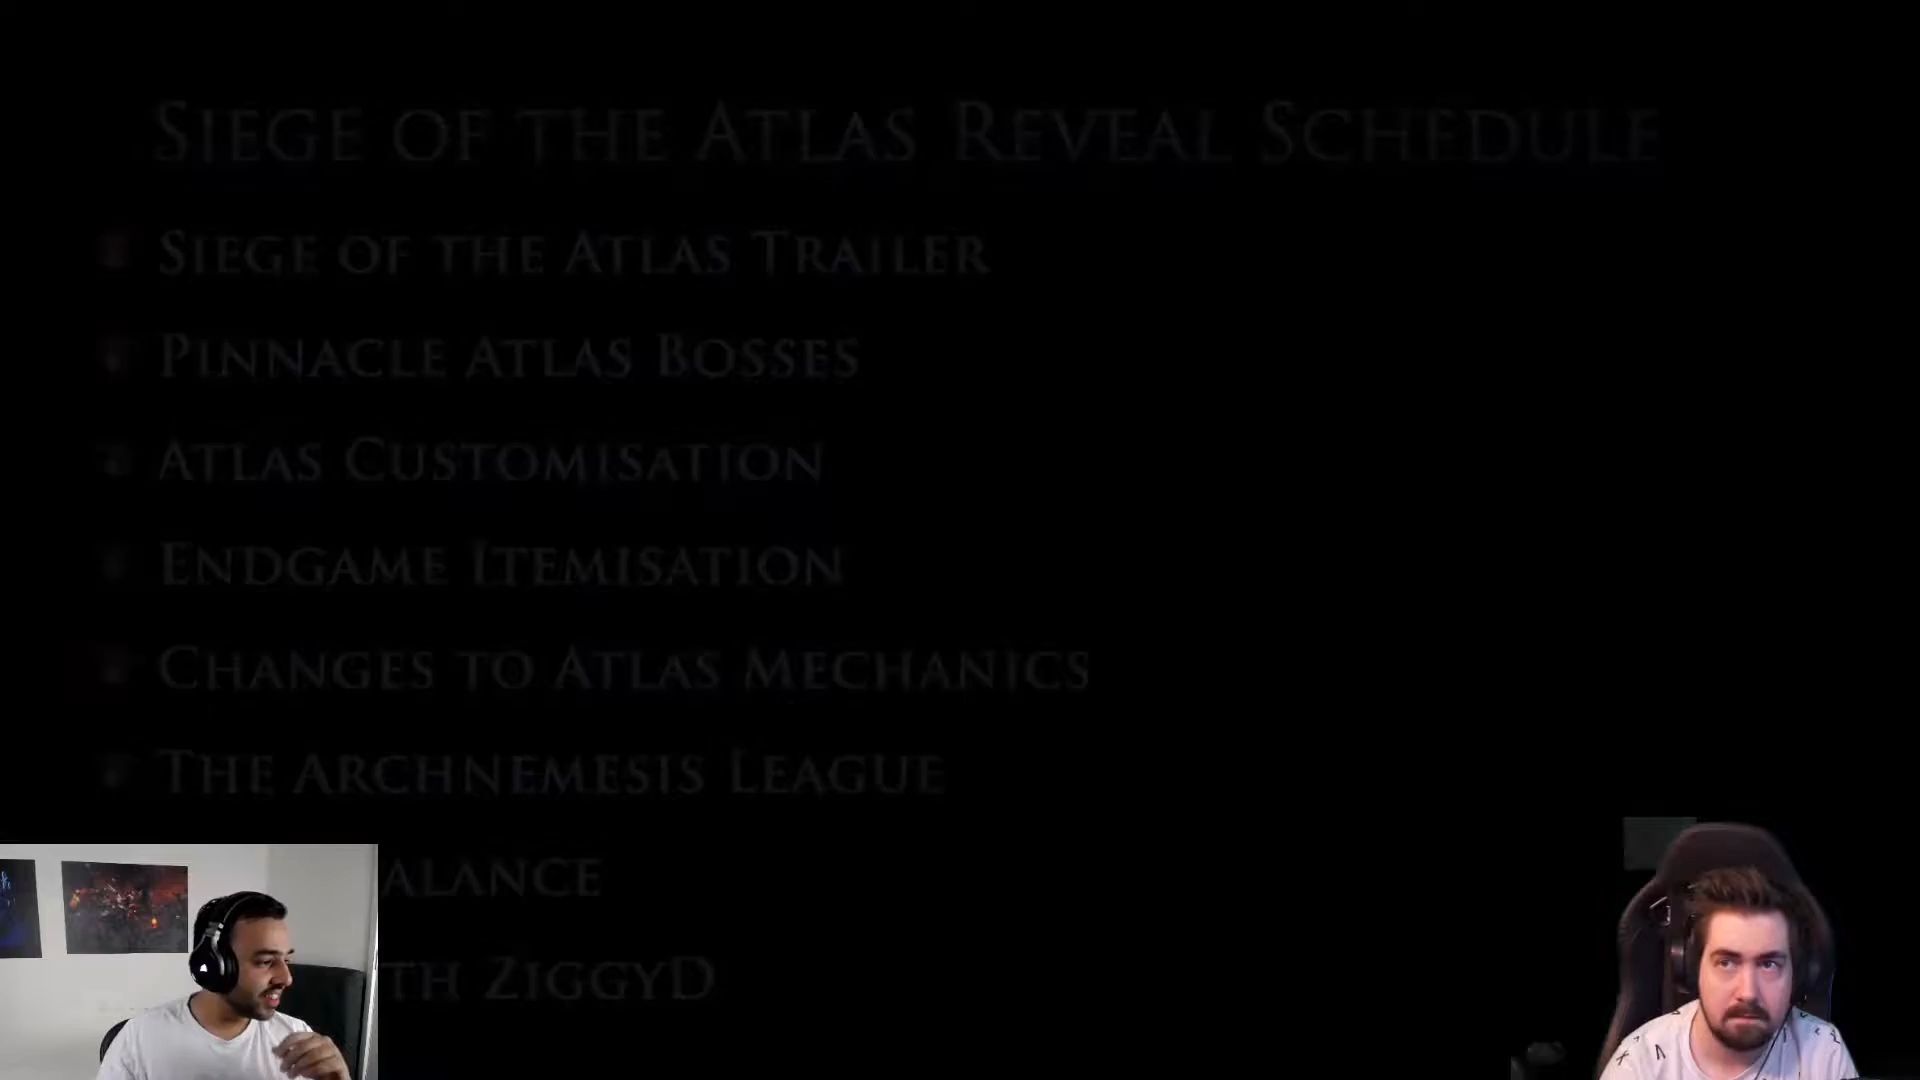 Siege of the Atlas Reveal Schedule
Siege of the Atlas Trailer
Pinnacle Atlas Bosses
Atlas Customisation
Endgame Itemisation
Changes to Atlas Mechanics
The Archnemesis League
alance
th ZiggyD